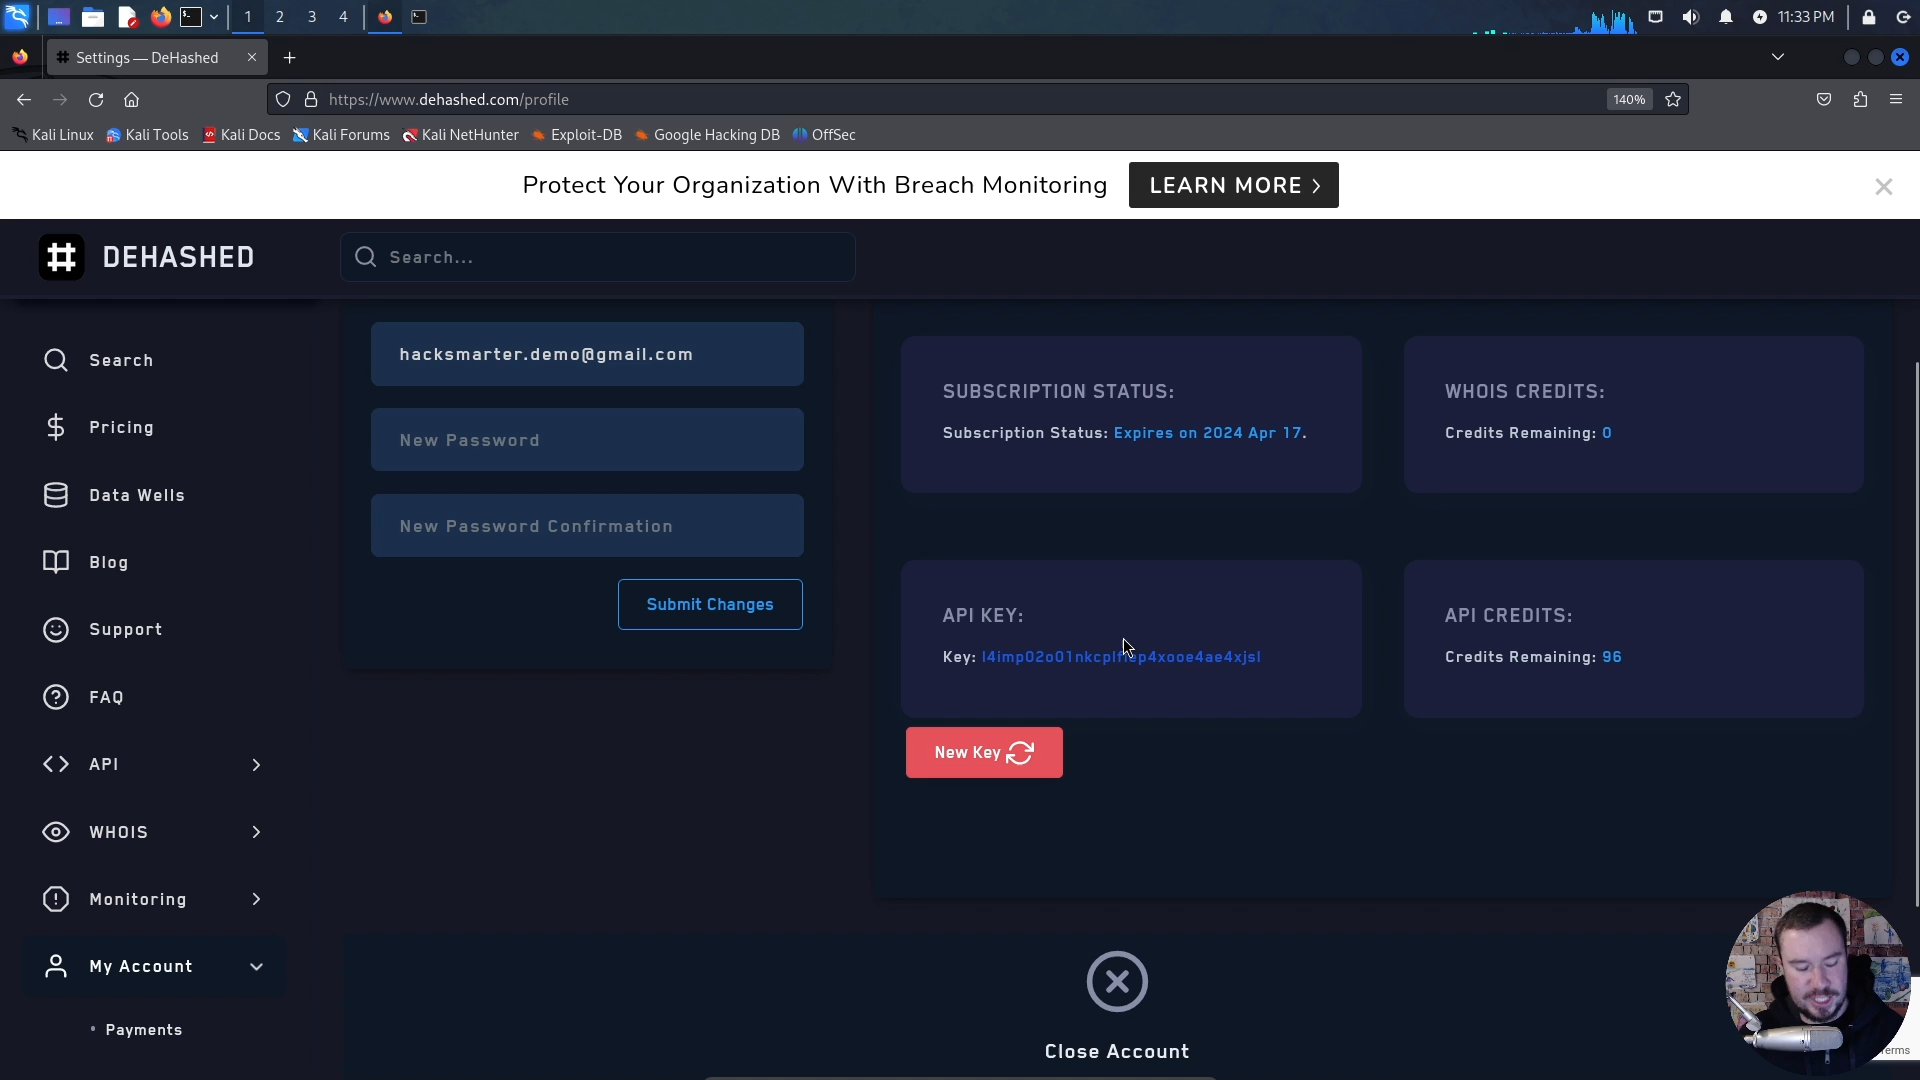 1 2 3 4 11:33 PM
Settings — DeHashed
https://www.dehashed.com/profile 140%
Kali Linux Kali Tools Kali Docs Kali Forums Kali NetHunter Exploit-DB Google Hacking DB OffSec
Protect Your Organization With Breach Monitoring LEARN MORE >
DEHASHED Search...
Search
Pricing
Data Wells
Blog
Support
FAQ
API
WHOIS
Monitoring
My Account
• Payments
hacksmarter.demo@gmail.com
New Password
New Password Confirmation
Submit Changes
SUBSCRIPTION STATUS:
Subscription Status: Expires on 2024 Apr 17.
WHOIS CREDITS:
Credits Remaining: 0
API KEY:
Key:
API CREDITS:
Credits Remaining: 96
New Key
Close Account